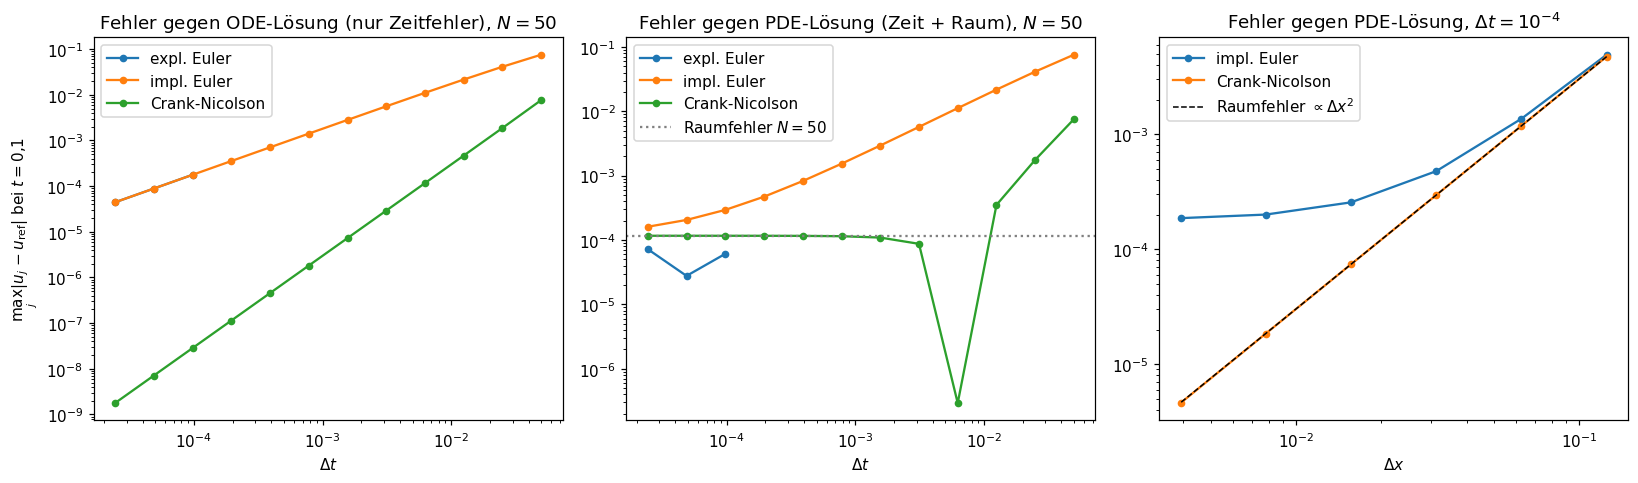 Fehler gegen ODE-Lösung (nur Zeitfehler), N = 50
expl. Euler
impl. Euler
Crank-Nicolson
10⁻¹
10⁻²
10⁻³
10⁻⁴
10⁻⁵
10⁻⁶
10⁻⁷
10⁻⁸
10⁻⁹
max_j |u_j − u_ref| bei t = 0,1
10⁻⁴
10⁻³
10⁻²
Δt
Fehler gegen PDE-Lösung (Zeit + Raum), N = 50
expl. Euler
impl. Euler
Crank-Nicolson
Raumfehler N = 50
10⁻¹
10⁻²
10⁻³
10⁻⁴
10⁻⁵
10⁻⁶
10⁻⁴
10⁻³
10⁻²
Δt
Fehler gegen PDE-Lösung, Δt = 10⁻⁴
impl. Euler
Crank-Nicolson
Raumfehler ∝ Δx²
10⁻³
10⁻⁴
10⁻⁵
10⁻²
10⁻¹
Δx